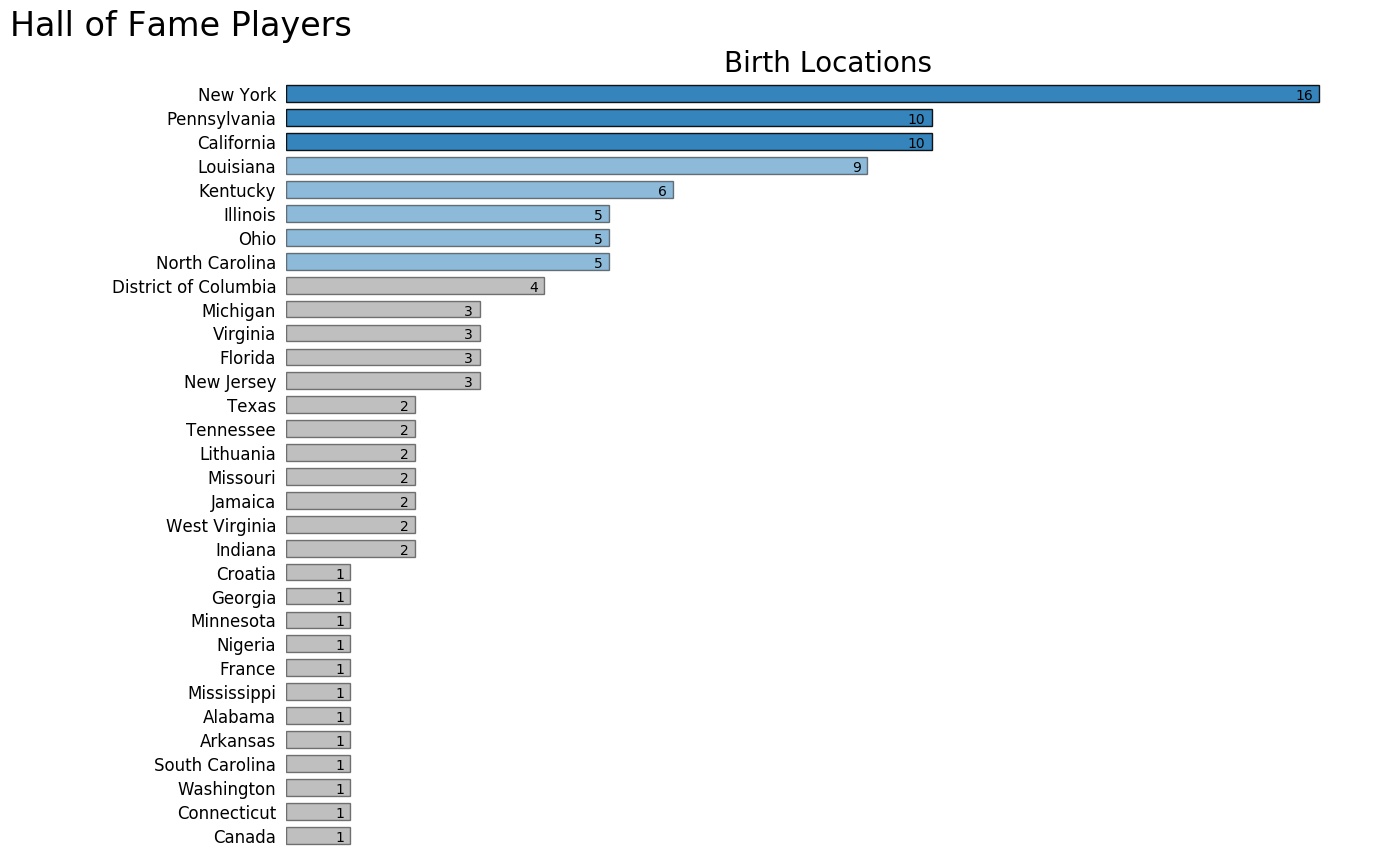 Hall of Fame Players
Birth Locations
New York 16
Pennsylvania 10
California 10
Louisiana 9
Kentucky 6
Illinois 5
Ohio 5
North Carolina 5
District of Columbia 4
Michigan 3
Virginia 3
Florida 3
New Jersey 3
Texas 2
Tennessee 2
Lithuania 2
Missouri 2
Jamaica 2
West Virginia 2
Indiana 2
Croatia 1
Georgia 1
Minnesota 1
Nigeria 1
France 1
Mississippi 1
Alabama 1
Arkansas 1
South Carolina 1
Washington 1
Connecticut 1
Canada 1